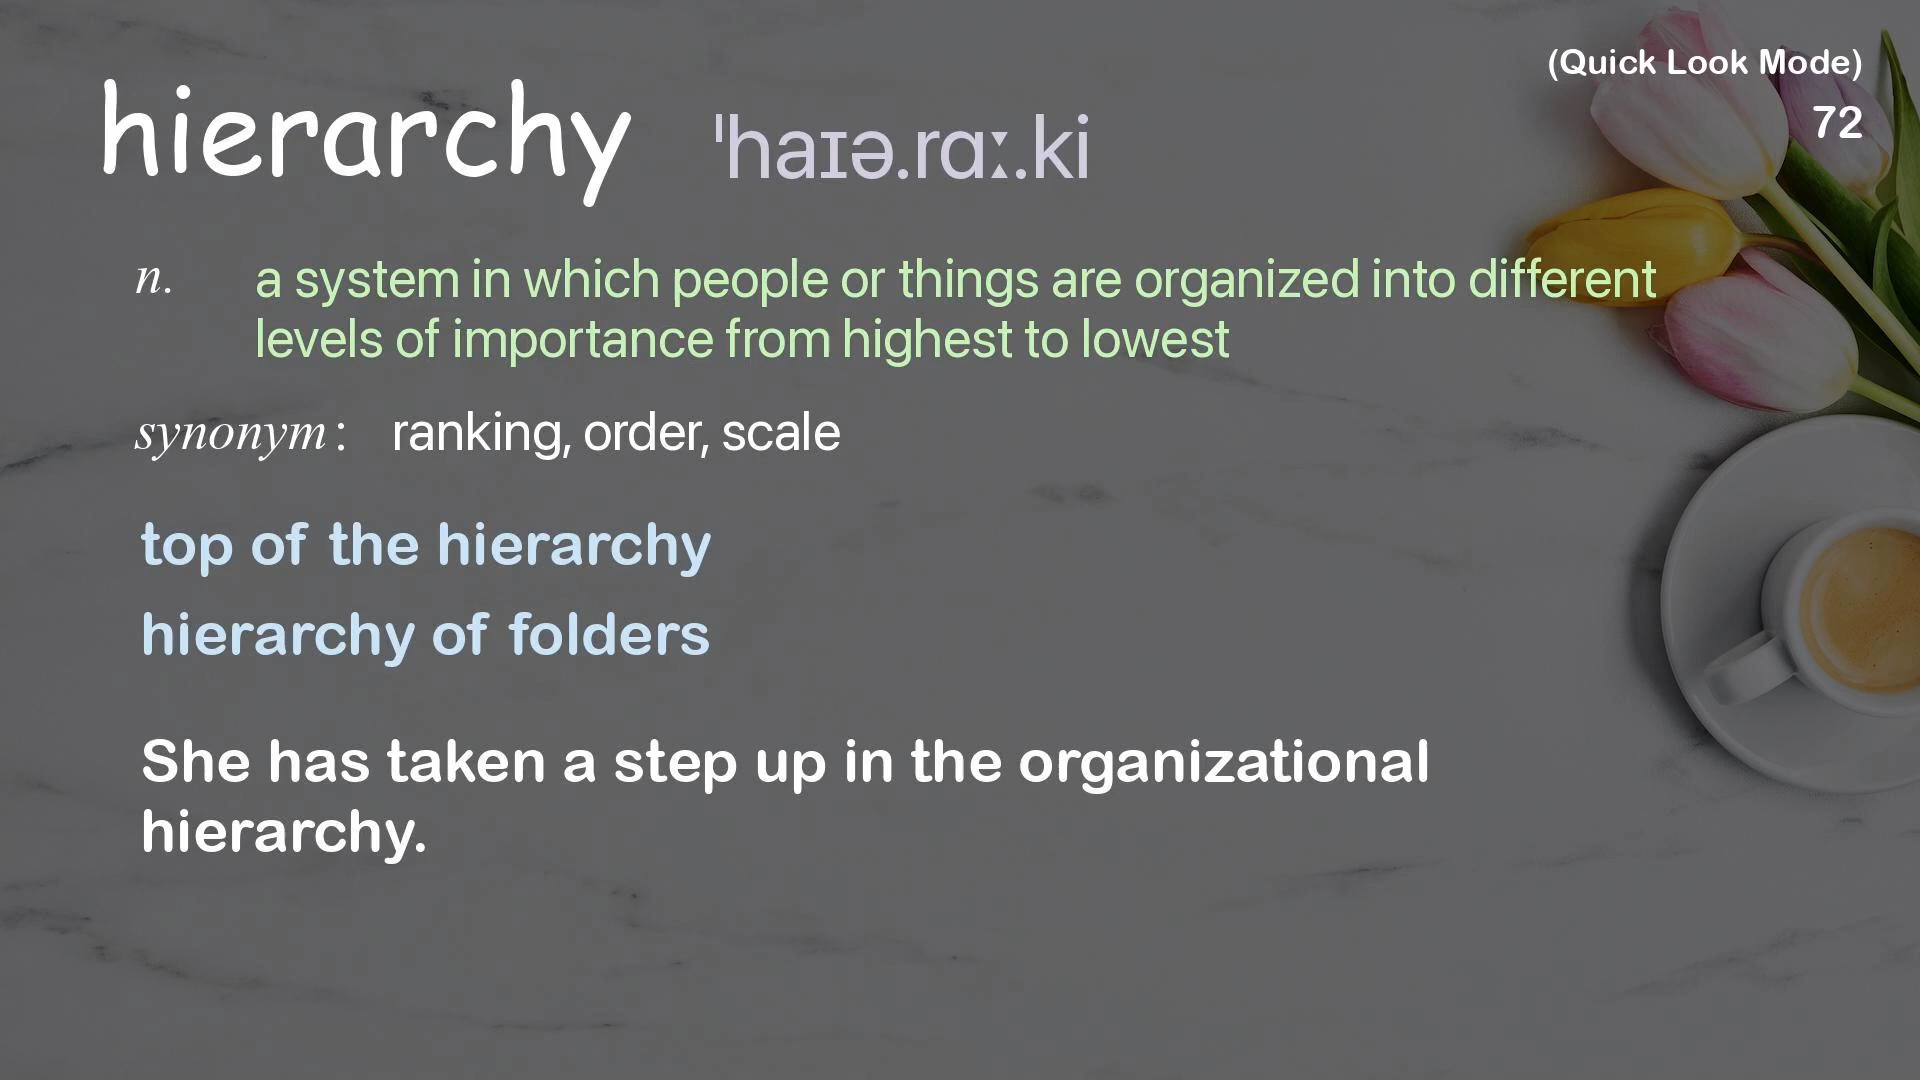 (Quick Look Mode)
72
hierarchy ˈhaɪə.rɑː.ki
n. a system in which people or things are organized into different
levels of importance from highest to lowest
synonym: ranking, order, scale
top of the hierarchy
hierarchy of folders
She has taken a step up in the organizational
hierarchy.